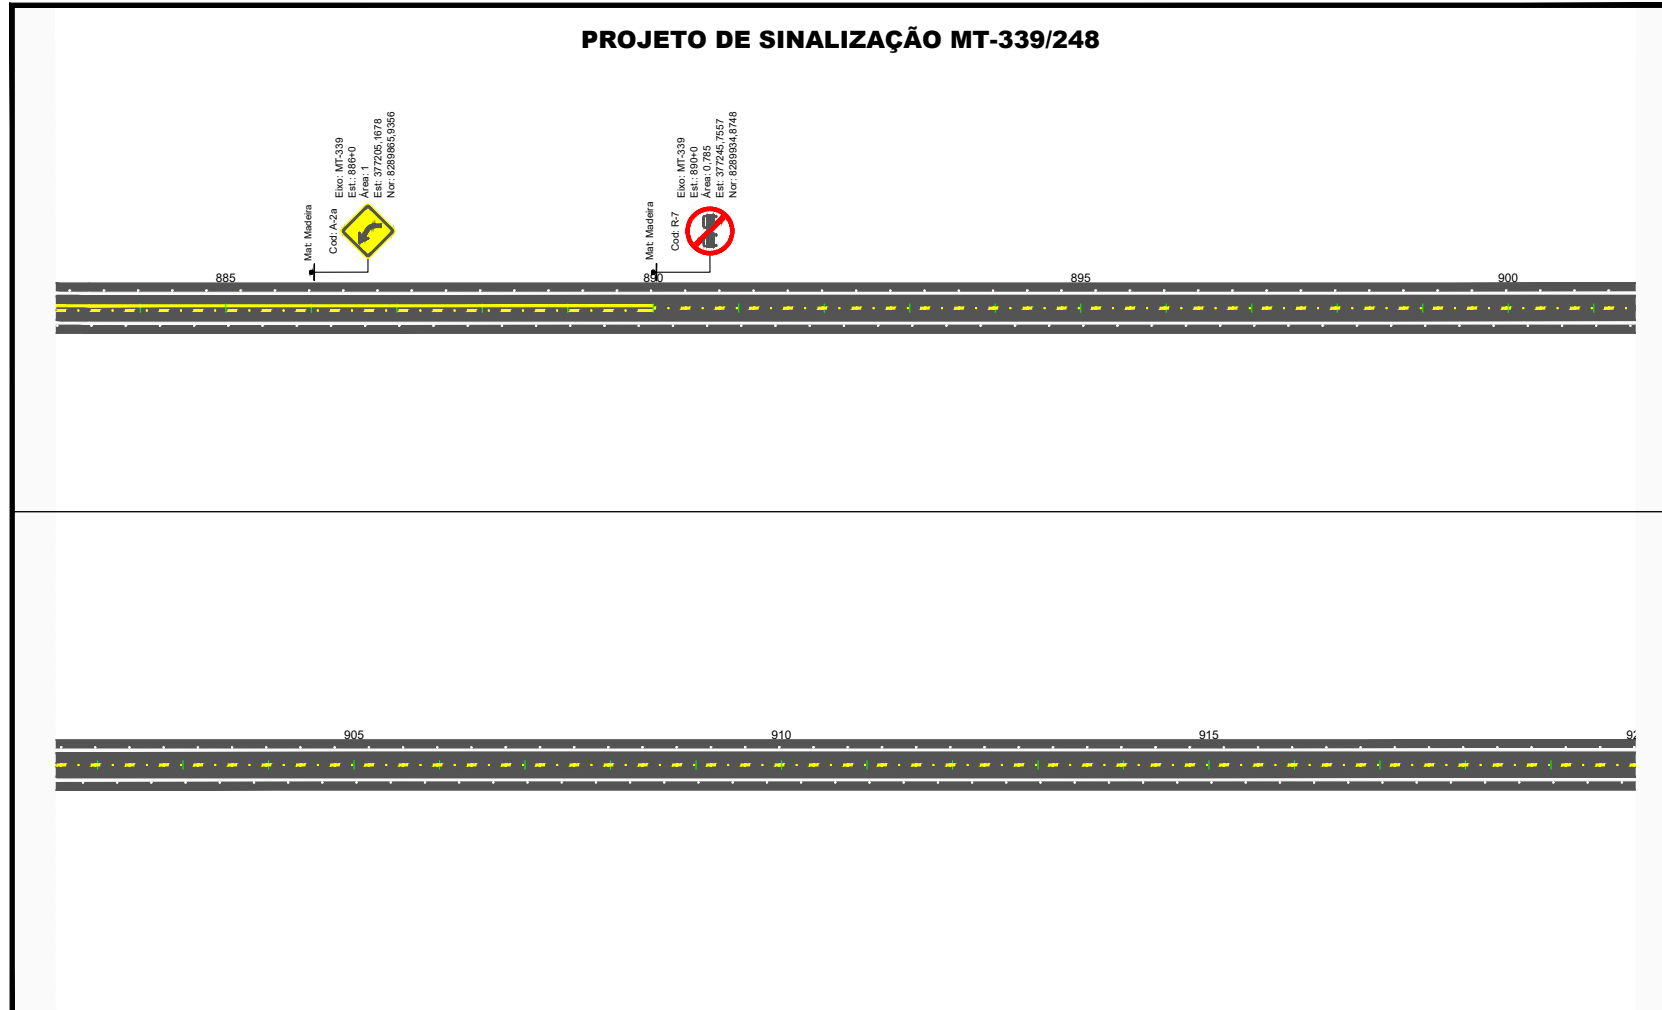 PROJETO DE SINALIZAÇÃO MT-339/248
Mat: Madeira
Cod: A-2a
Eixo: MT-339
Est.: 886+0
Área: 1
Est: 377205,1678
Nor: 8289865,9356
Mat: Madeira
Cod: R-7
Eixo: MT-339
Est.: 890+0
Área: 0,785
Est: 377245,7557
Nor: 8289934,8748
885
890
895
900
905
910
915
92